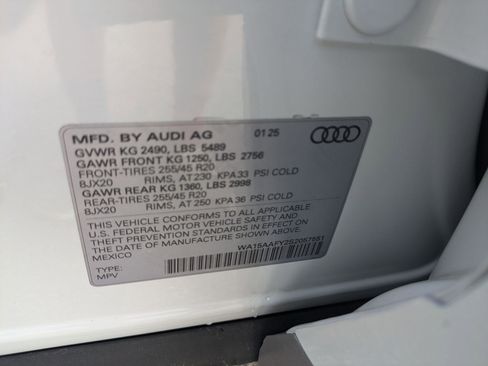 MFD. BY AUDI AG 01 25
GVWR KG 2490, LBS 5489
GAWR FRONT KG 1250, LBS 2756
FRONT-TIRES 255/45 R20
8JX20 RIMS, AT 230 KPA 33 PSI COLD
GAWR REAR KG 1360, LBS 2998
REAR-TIRES 255/45 R20
8JX20 RIMS, AT 250 KPA 36 PSI COLD
THIS VEHICLE CONFORMS TO ALL APPLICABLE
U.S. FEDERAL MOTOR VEHICLE SAFETY AND
THEFT PREVENTION STANDARDS IN EFFECT ON
THE DATE OF MANUFACTURE SHOWN ABOVE.
MEXICO
TYPE:
MPV